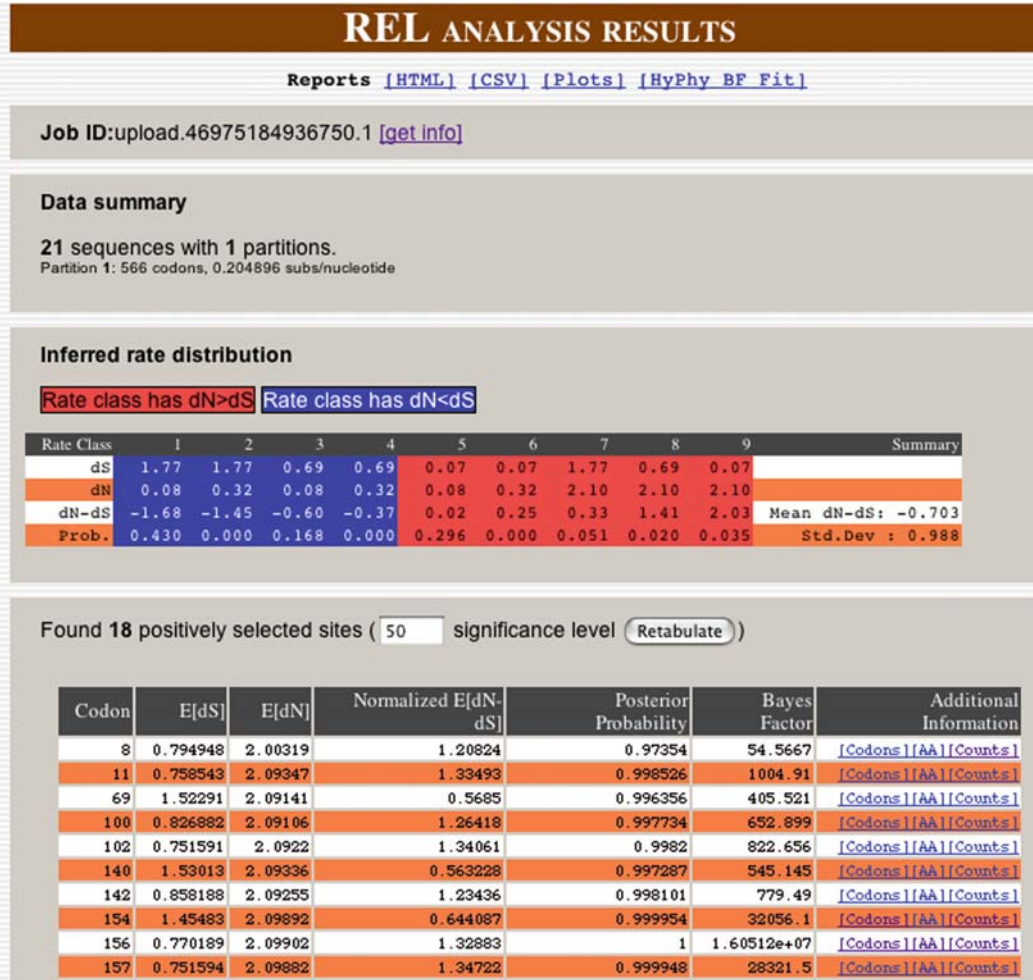 REL ANALYSIS RESULTS
Reports [HTML] [CSV] [Plots] [HyPhy BF Fit]
Job ID:upload.46975184936750.1 [get info]
Data summary
21 sequences with 1 partitions.
Partition 1: 566 codons, 0.204896 subs/nucleotide
Inferred rate distribution
Rate class has dN>dS Rate class has dN<dS
Rate Class 1 2 3 4 5 6 7 8 9 Summary
dS 1.77 1.77 0.69 0.69 0.07 0.07 1.77 0.69 0.07
dN 0.08 0.32 0.08 0.32 0.08 0.32 2.10 2.10 2.10
dN-dS -1.68 -1.45 -0.60 -0.37 0.02 0.25 0.33 1.41 2.03 Mean dN-dS: -0.703
Prob. 0.430 0.000 0.168 0.000 0.296 0.000 0.051 0.020 0.035 Std.Dev : 0.988
Found 18 positively selected sites ( 50 significance level Retabulate )
Codon E[dS] E[dN] Normalized E[dN-dS] Posterior Probability Bayes Factor Additional Information
8 0.794948 2.00319 1.20824 0.97354 54.5667 [Codons][AA][Counts]
11 0.758543 2.09347 1.33493 0.998526 1004.91 [Codons][AA][Counts]
69 1.52291 2.09141 0.5685 0.996356 405.521 [Codons][AA][Counts]
100 0.826882 2.09106 1.26418 0.997734 652.899 [Codons][AA][Counts]
102 0.751591 2.0922 1.34061 0.9982 822.656 [Codons][AA][Counts]
140 1.53013 2.09336 0.563228 0.997287 545.145 [Codons][AA][Counts]
142 0.858188 2.09255 1.23436 0.998101 779.49 [Codons][AA][Counts]
154 1.45483 2.09892 0.644087 0.999954 32056.1 [Codons][AA][Counts]
156 0.770189 2.09902 1.32883 1 1.60512e+07 [Codons][AA][Counts]
157 0.751594 2.09882 1.34722 0.999948 28321.5 [Codons][AA][Counts]